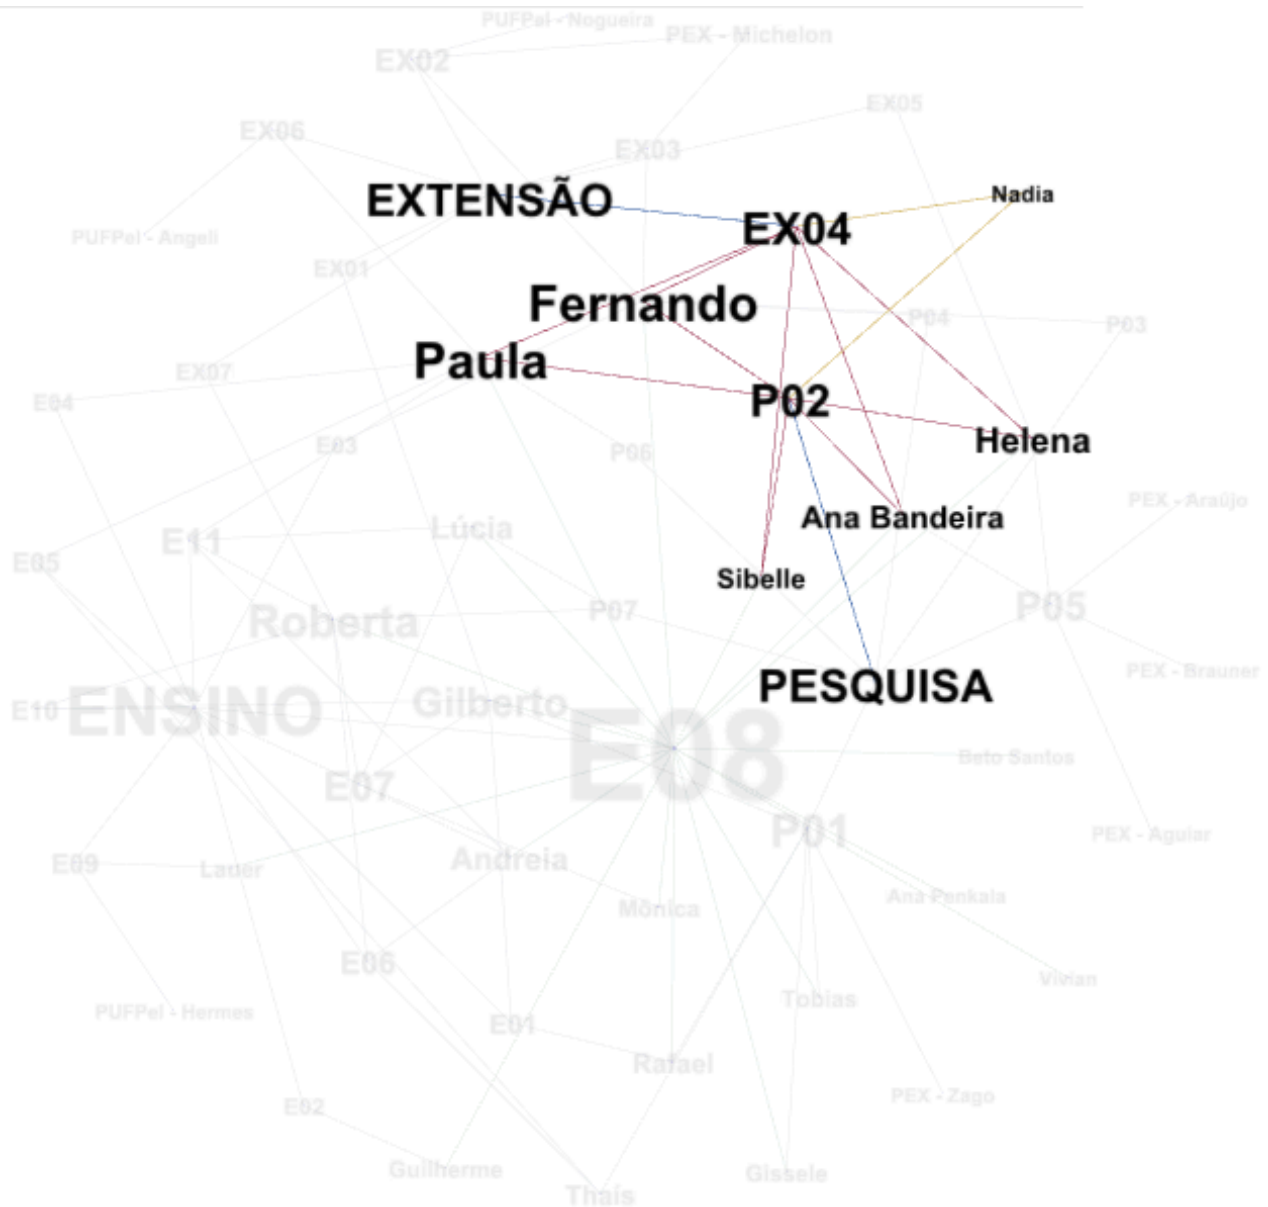 PUFPel - Nogueira
PEX - Michelon
EX02
EX05
EX06
EX03
EXTENSÃO
Nadia
EX04
PUFPel - Angeli
EX01
Fernando
P04
P03
Paula
EX07
P02
E04
Helena
E03
P06
PEX - Araújo
Ana Bandeira
Lúcia
E11
E05
Sibelle
P07
P05
Roberta
PEX - Brauner
PESQUISA
Gilberto
E10
ENSINO
E08
Beto Santos
E07
P01
PEX - Aguiar
Andreia
E09
Lauer
Ana Penkala
Mônica
E06
Vivian
Tobias
PUFPel - Hermes
E01
Rafael
PEX - Zago
E02
Guilherme
Gissele
Thaís